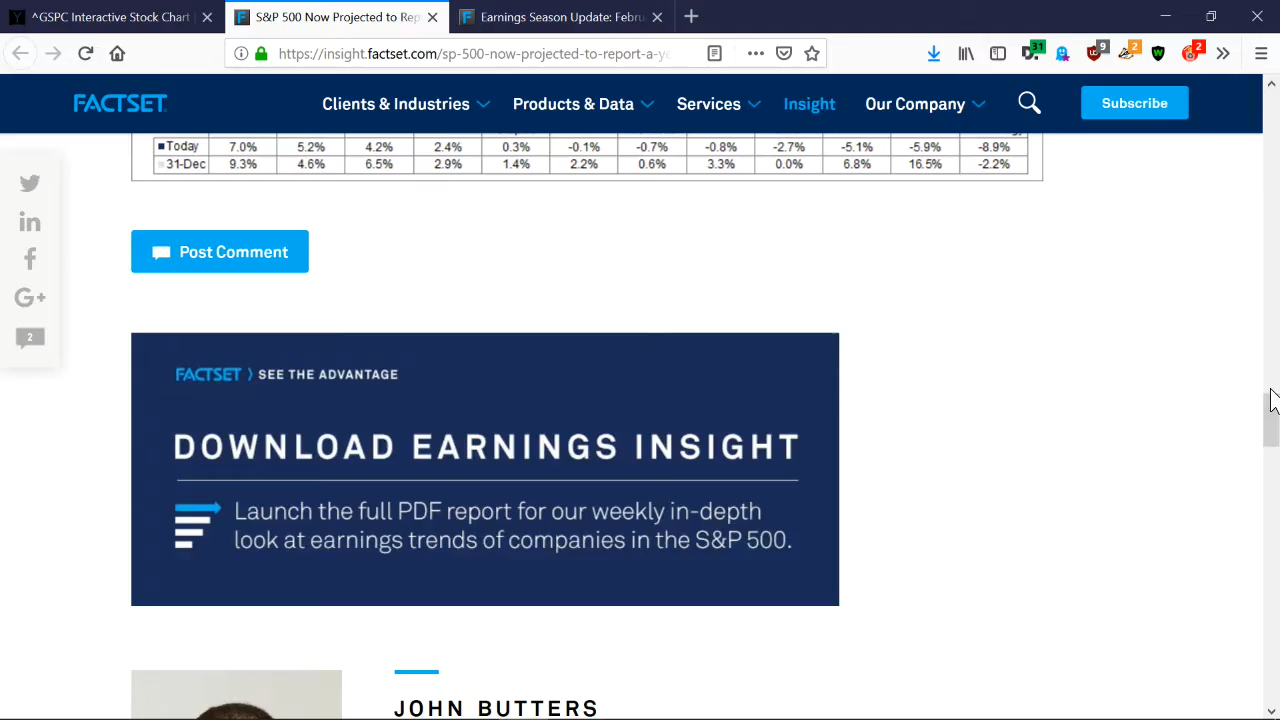 ^GSPC Interactive Stock Chart
S&P 500 Now Projected to Rep
Earnings Season Update: Febru
https://insight.factset.com/sp-500-now-projected-to-report-a-ye
31
9
2
2
FACTSET
Clients & Industries
Products & Data
Services
Insight
Our Company
Subscribe
Today 7.0% 5.2% 4.2% 2.4% 0.3% -0.1% -0.7% -0.8% -2.7% -5.1% -5.9% -8.9%
31-Dec 9.3% 4.6% 6.5% 2.9% 1.4% 2.2% 0.6% 3.3% 0.0% 6.8% 16.5% -2.2%
G+
2
Post Comment
FACTSET SEE THE ADVANTAGE
DOWNLOAD EARNINGS INSIGHT
Launch the full PDF report for our weekly in-depth
look at earnings trends of companies in the S&P 500.
JOHN BUTTERS